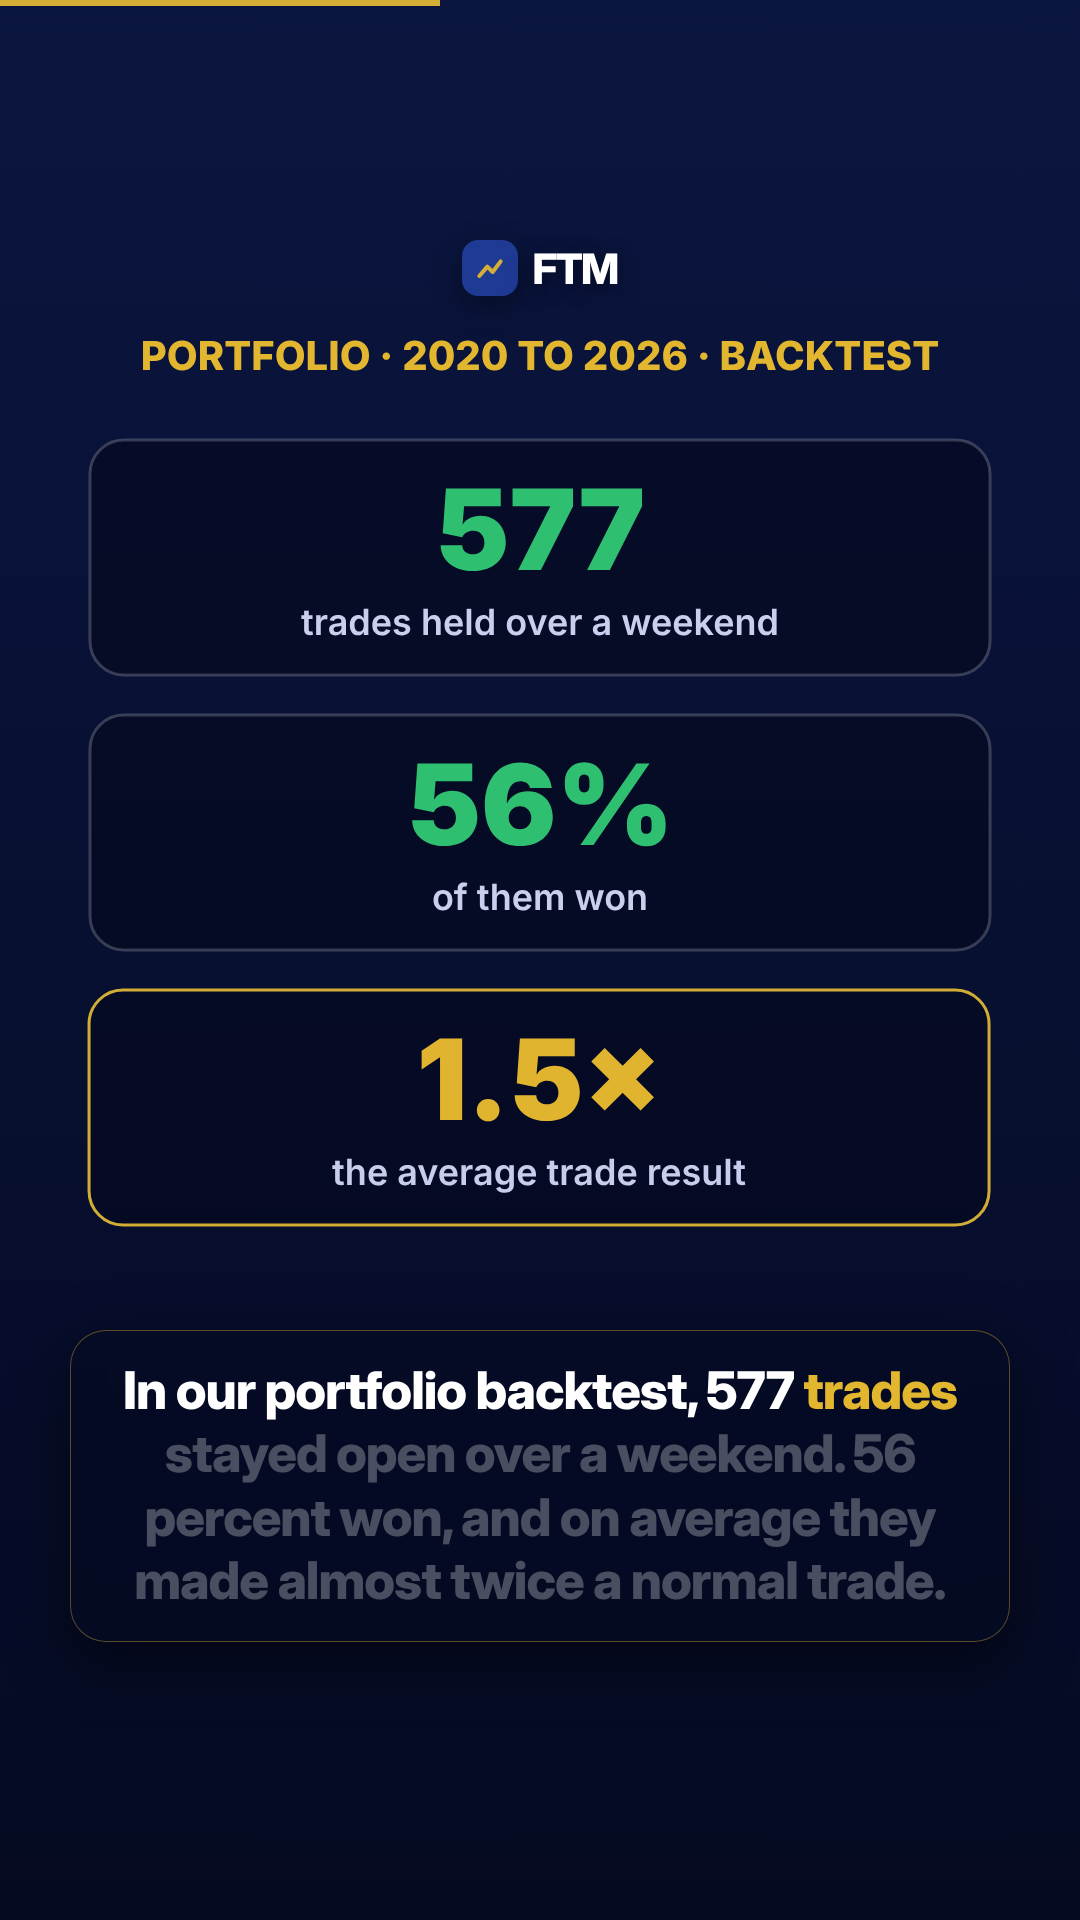 FTM
PORTFOLIO · 2020 TO 2026 · BACKTEST
577
trades held over a weekend
56%
of them won
1.5×
the average trade result
In our portfolio backtest, 577 trades
stayed open over a weekend. 56
percent won, and on average they
made almost twice a normal trade.